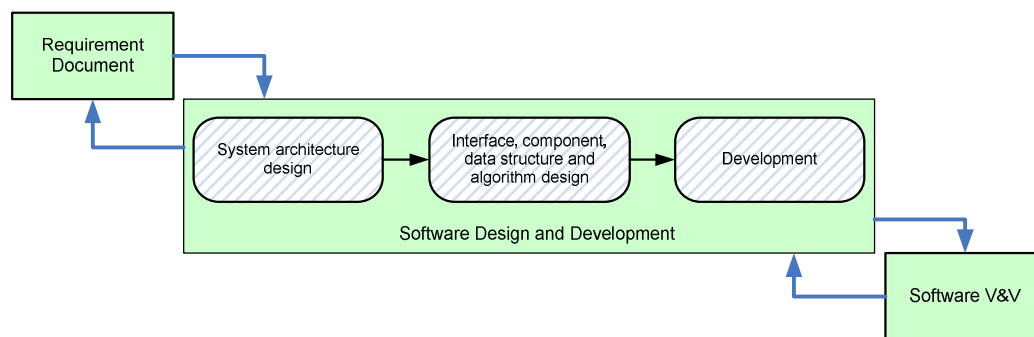 Requirement
Document
System architecture
design
Interface, component,
data structure and
algorithm design
Development
Software Design and Development
Software V&V